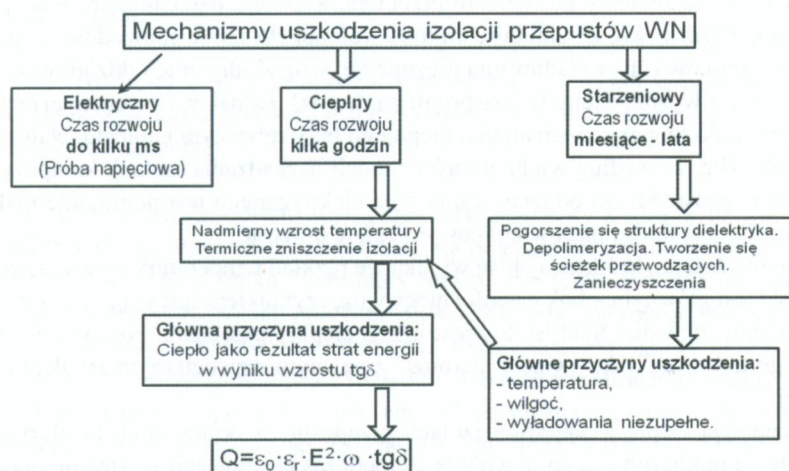 Mechanizmy uszkodzenia izolacji przepustów WN
Elektryczny
Czas rozwoju
do kilku ms
(Próba napięciowa)
Cieplny
Czas rozwoju
kilka godzin
Starzeniowy
Czas rozwoju
miesiące - lata
Nadmierny wzrost temperatury
Termiczne zniszczenie izolacji
Pogorszenie się struktury dielektryka.
Depolimeryzacja. Tworzenie się
ścieżek przewodzących.
Zanieczyszczenia
Główna przyczyna uszkodzenia:
Ciepło jako rezultat strat energii
w wyniku wzrostu tgδ
Główne przyczyny uszkodzenia:
- temperatura,
- wilgoć,
- wyładowania niezupełne.
Q=ε₀·ε·E²·ω·tgδ